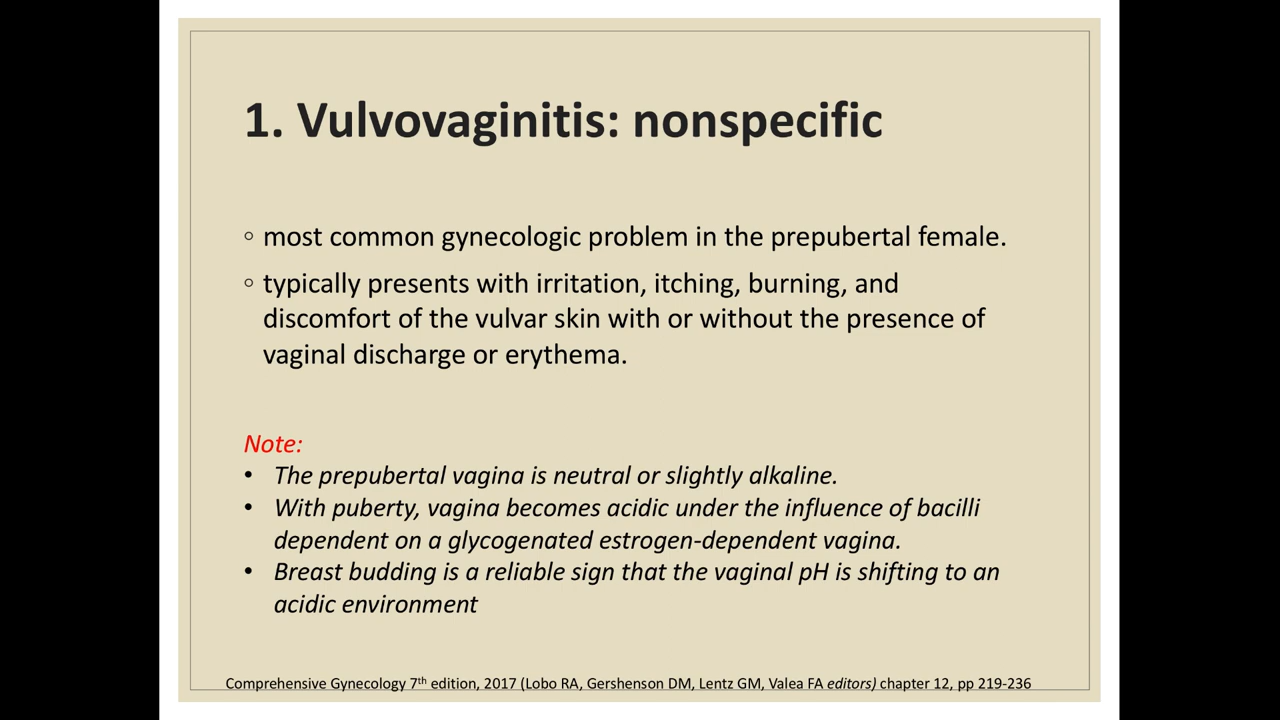 1. Vulvovaginitis: nonspecific
◦ most common gynecologic problem in the prepubertal female.
◦ typically presents with irritation, itching, burning, and
discomfort of the vulvar skin with or without the presence of
vaginal discharge or erythema.
Note:
• The prepubertal vagina is neutral or slightly alkaline.
• With puberty, vagina becomes acidic under the influence of bacilli
dependent on a glycogenated estrogen-dependent vagina.
• Breast budding is a reliable sign that the vaginal pH is shifting to an
acidic environment
Comprehensive Gynecology 7th edition, 2017 (Lobo RA, Gershenson DM, Lentz GM, Valea FA editors) chapter 12, pp 219-236